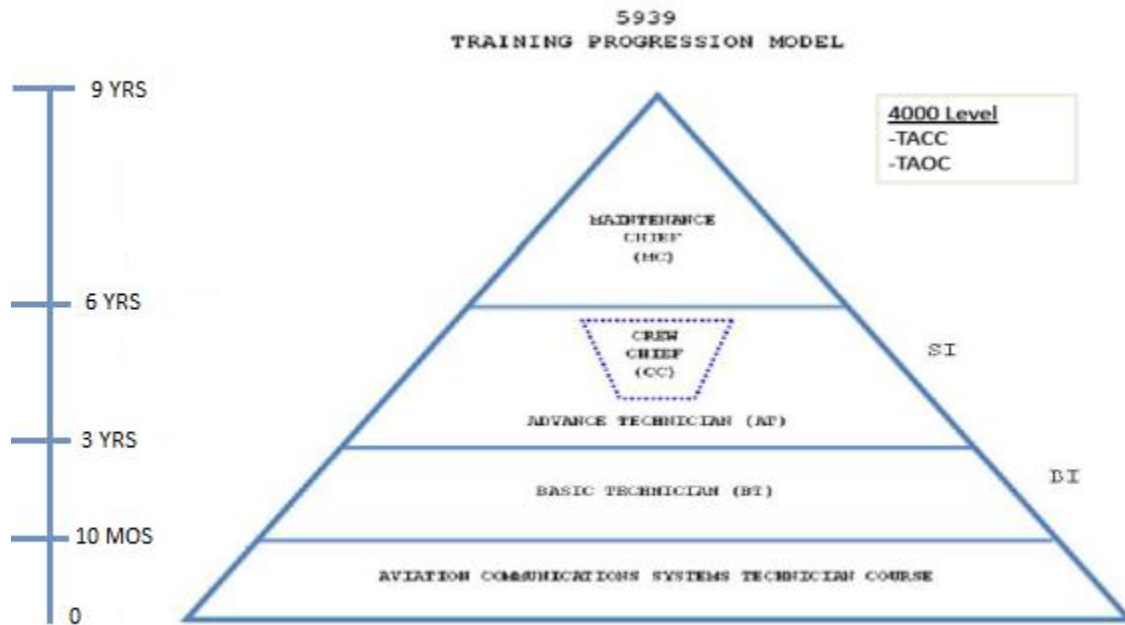 5939
TRAINING PROGRESSION MODEL
9 YRS
4000 Level
-TACC
-TAOC
MAINTENANCE
CHIEF
(MC)
6 YRS
CREW
CHIEF
(CC)
SI
ADVANCE TECHNICIAN (AT)
3 YRS
BI
BASIC TECHNICIAN (BT)
10 MOS
AVIATION COMMUNICATIONS SYSTEMS TECHNICIAN COURSE
0